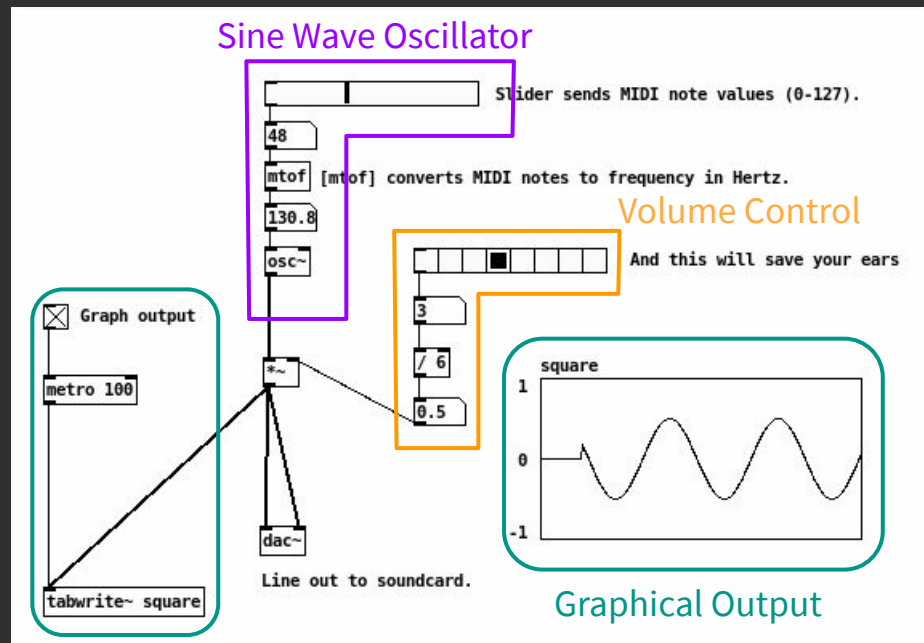 Sine Wave Oscillator
Slider sends MIDI note values (0-127).
48
mtof
[mtof] converts MIDI notes to frequency in Hertz.
130.8
Volume Control
osc~
And this will save your ears
Graph output
3
/ 6
metro 100
*~
0.5
square
1
0
-1
dac~
Line out to soundcard.
tabwrite~ square
Graphical Output